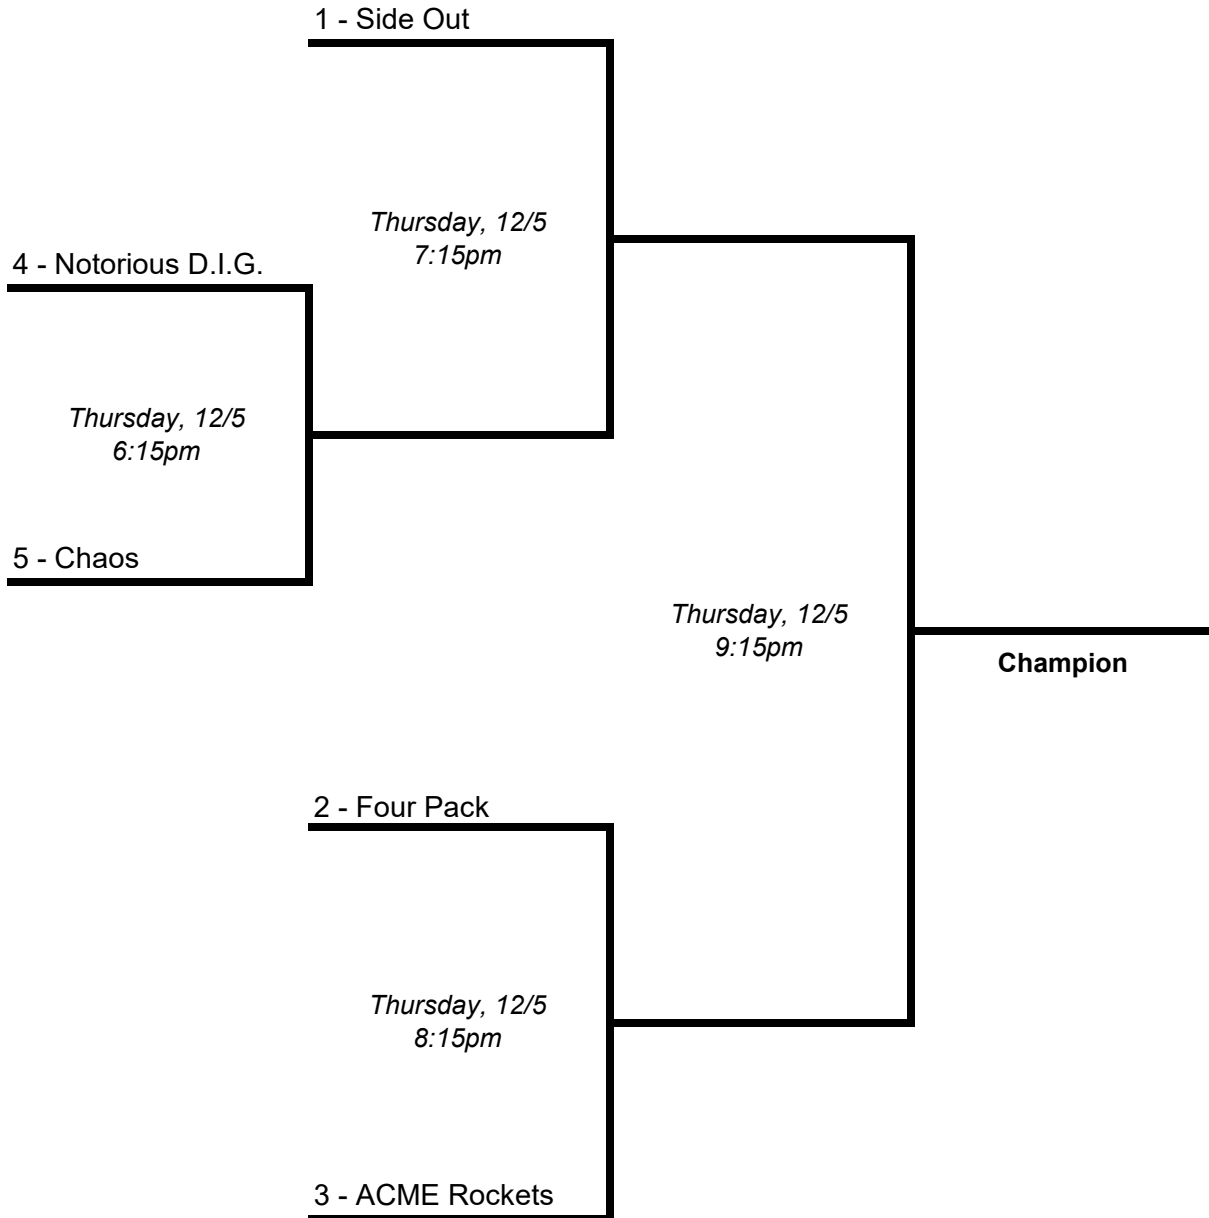 1 - Side Out
Thursday, 12/5
7:15pm
4 - Notorious D.I.G.
Thursday, 12/5
6:15pm
5 - Chaos
Thursday, 12/5
9:15pm
Champion
2 - Four Pack
Thursday, 12/5
8:15pm
3 - ACME Rockets